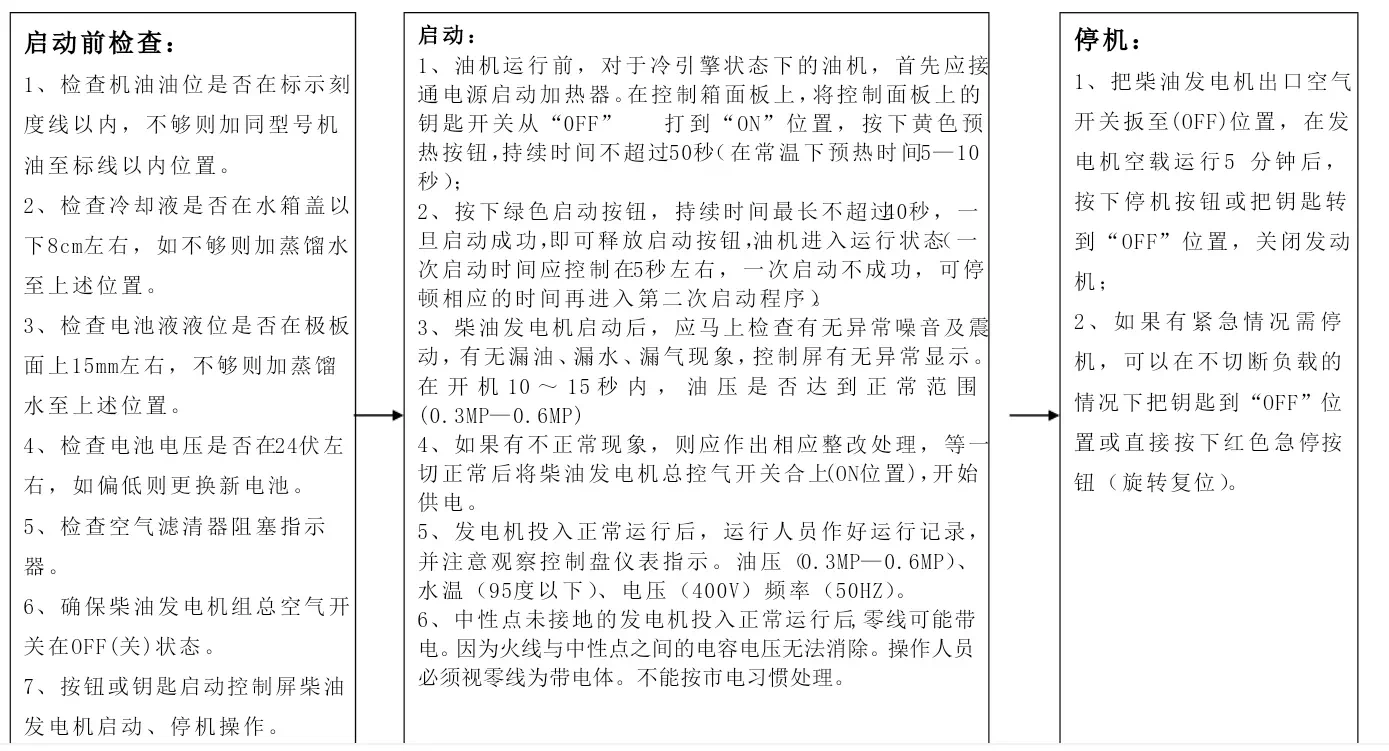 启动前检查：
1、检查机油油位是否在标示刻
度线以内，不够则加同型号机
油至标线以内位置。
2、检查冷却液是否在水箱盖以
下8cm左右，如不够则加蒸馏水
至上述位置。
3、检查电池液液位是否在极板
面上15mm左右，不够则加蒸馏
水至上述位置。
4、检查电池电压是否在24伏左
右，如偏低则更换新电池。
5、检查空气滤清器阻塞指示
器。
6、确保柴油发电机组总空气开
关在OFF(关)状态。
7、按钮或钥匙启动控制屏柴油
发电机启动、停机操作。
启动：
1、油机运行前，对于冷引擎状态下的油机，首先应接
通电源启动加热器。在控制箱面板上，将控制面板上的
钥匙开关从“OFF” 打到“ON”位置，按下黄色预
热按钮，持续时间不超过50秒（在常温下预热时间5—10
秒）；
2、按下绿色启动按钮，持续时间最长不超过10秒，一
旦启动成功，即可释放启动按钮，油机进入运行状态（一
次启动时间应控制在5秒左右，一次启动不成功，可停
顿相应的时间再进入第二次启动程序）。
3、柴油发电机启动后，应马上检查有无异常噪音及震
动，有无漏油、漏水、漏气现象，控制屏有无异常显示。
在开机10～15秒内，油压是否达到正常范围
(0.3MP—0.6MP)
4、如果有不正常现象，则应作出相应整改处理，等一
切正常后将柴油发电机总控气开关合上(ON位置)，开始
供电。
5、发电机投入正常运行后，运行人员作好运行记录，
并注意观察控制盘仪表指示。油压（0.3MP—0.6MP）、
水温（95度以下）、电压（400V）频率（50HZ）。
6、中性点未接地的发电机投入正常运行后，零线可能带
电。因为火线与中性点之间的电容电压无法消除。操作人员
必须视零线为带电体。不能按市电习惯处理。
停机：
1、把柴油发电机出口空气
开关扳至(OFF)位置，在发
电机空载运行5 分钟后，
按下停机按钮或把钥匙转
到“OFF”位置，关闭发动
机；
2、如果有紧急情况需停
机，可以在不切断负载的
情况下把钥匙到“OFF”位
置或直接按下红色急停按
钮（旋转复位）。